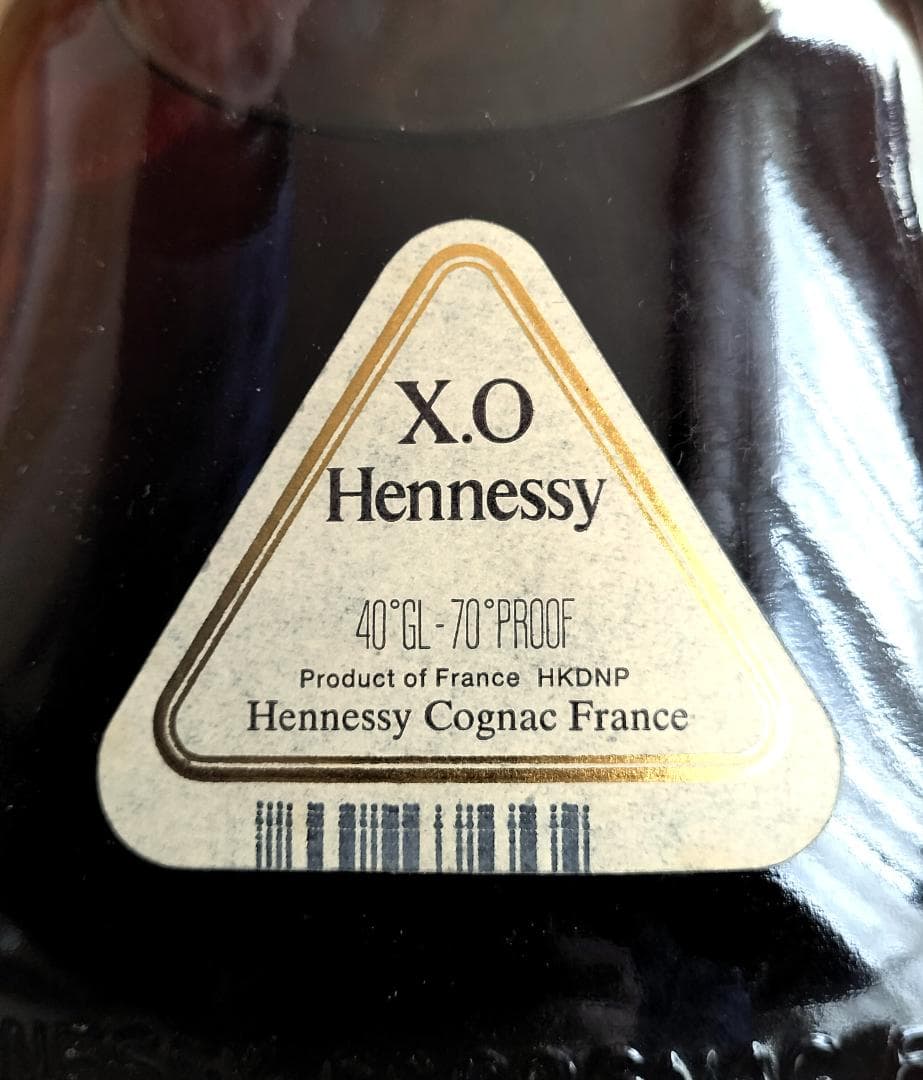 X.O
Hennessy
40°GL-70°PROOF
Product of France HKDNP
Hennessy Cognac France